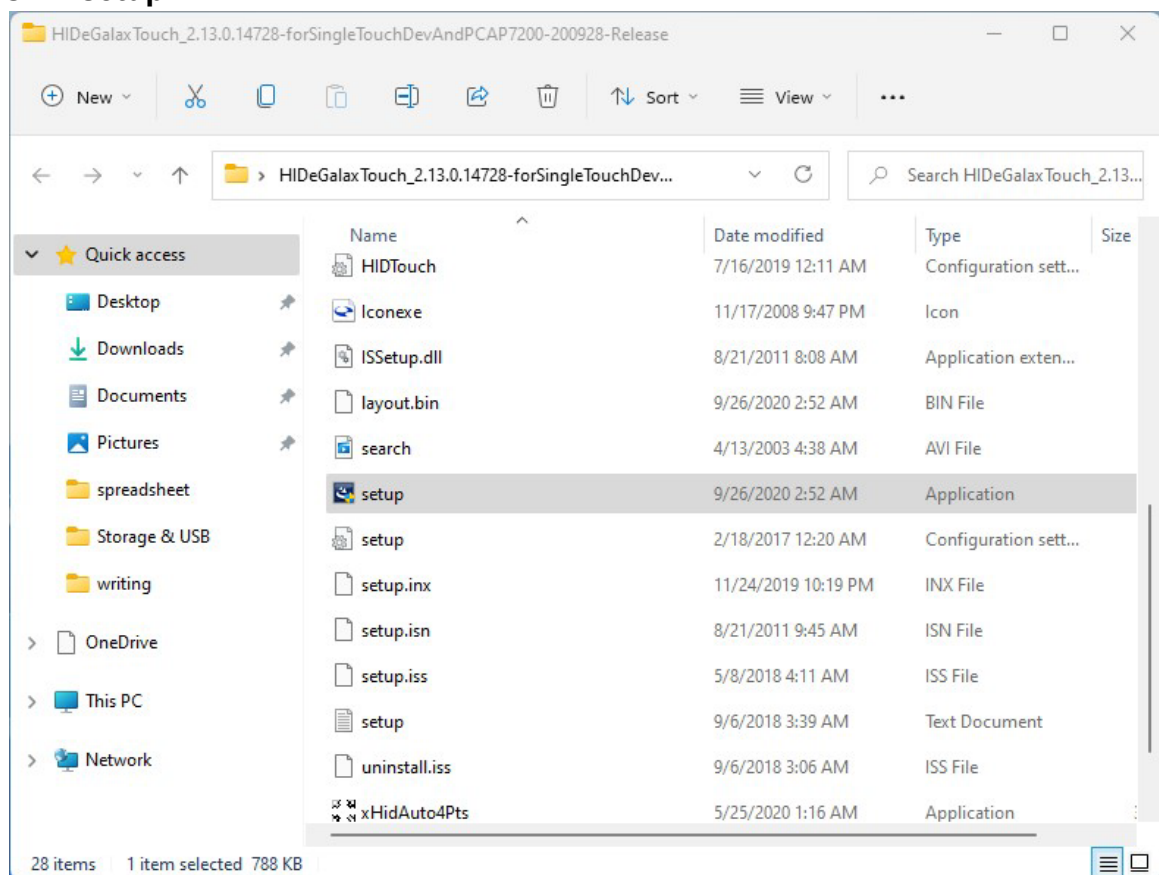 HIDeGalaxTouch_2.13.0.14728-forSingleTouchDevAndPCAP7200-200928-Release
New Sort View ...
HIDeGalaxTouch_2.13.0.14728-forSingleTouchDev... Search HIDeGalaxTouch_2.13...
Name Date modified Type Size
Quick access
Desktop
Downloads
Documents
Pictures
spreadsheet
Storage & USB
writing
OneDrive
This PC
Network
HIDTouch 7/16/2019 12:11 AM Configuration sett...
Iconexe 11/17/2008 9:47 PM Icon
ISSetup.dll 8/21/2011 8:08 AM Application exten...
layout.bin 9/26/2020 2:52 AM BIN File
search 4/13/2003 4:38 AM AVI File
setup 9/26/2020 2:52 AM Application
setup 2/18/2017 12:20 AM Configuration sett...
setup.inx 11/24/2019 10:19 PM INX File
setup.isn 8/21/2011 9:45 AM ISN File
setup.iss 5/8/2018 4:11 AM ISS File
setup 9/6/2018 3:39 AM Text Document
uninstall.iss 9/6/2018 3:06 AM ISS File
xHidAuto4Pts 5/25/2020 1:16 AM Application
28 items 1 item selected 788 KB